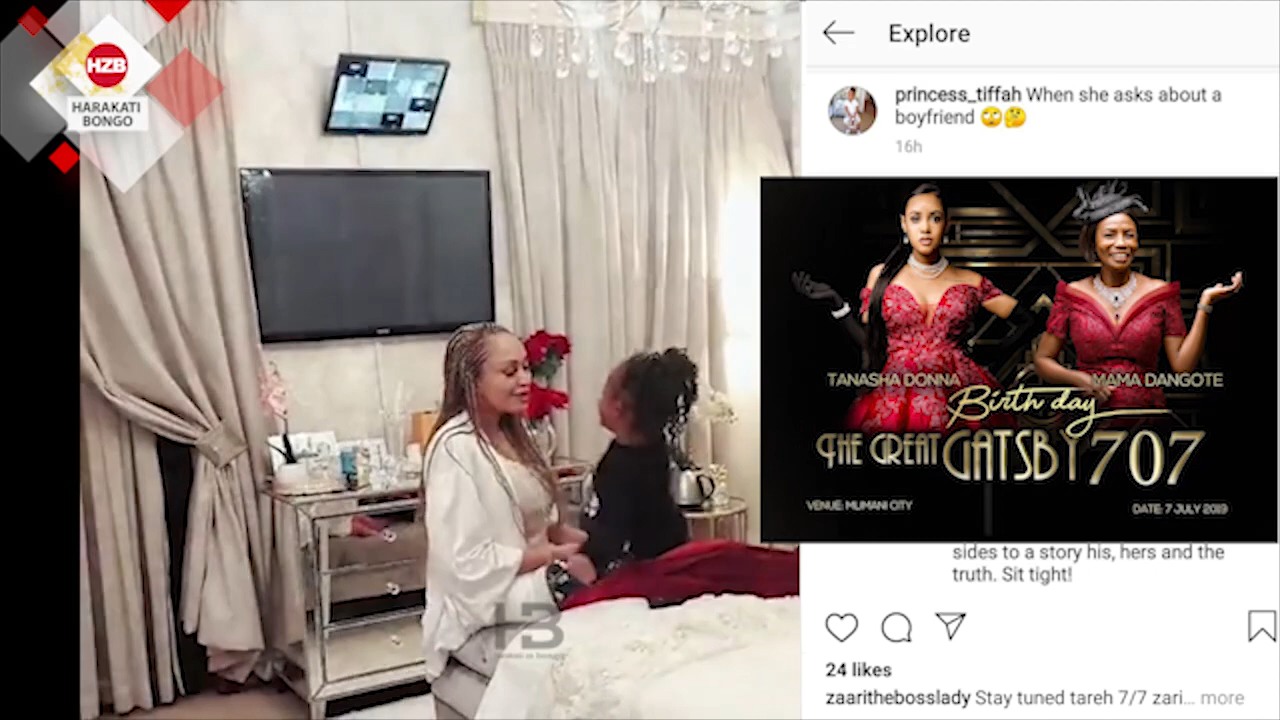 HZB
HARAKATI
BONGO
Explore
princess_tiffah When she asks about a
boyfriend 🙄🤔
16h
TANASHA DONNA
MAMA DANGOTE
Birth day
THE GREAT GATSBY 707
VENUE: MLIMANI CITY
DATE: 7 JULY 2019
sides to a story his, hers and the
truth. Sit tight!
24 likes
zaarithebosslady Stay tuned tareh 7/7 zari... more
HB